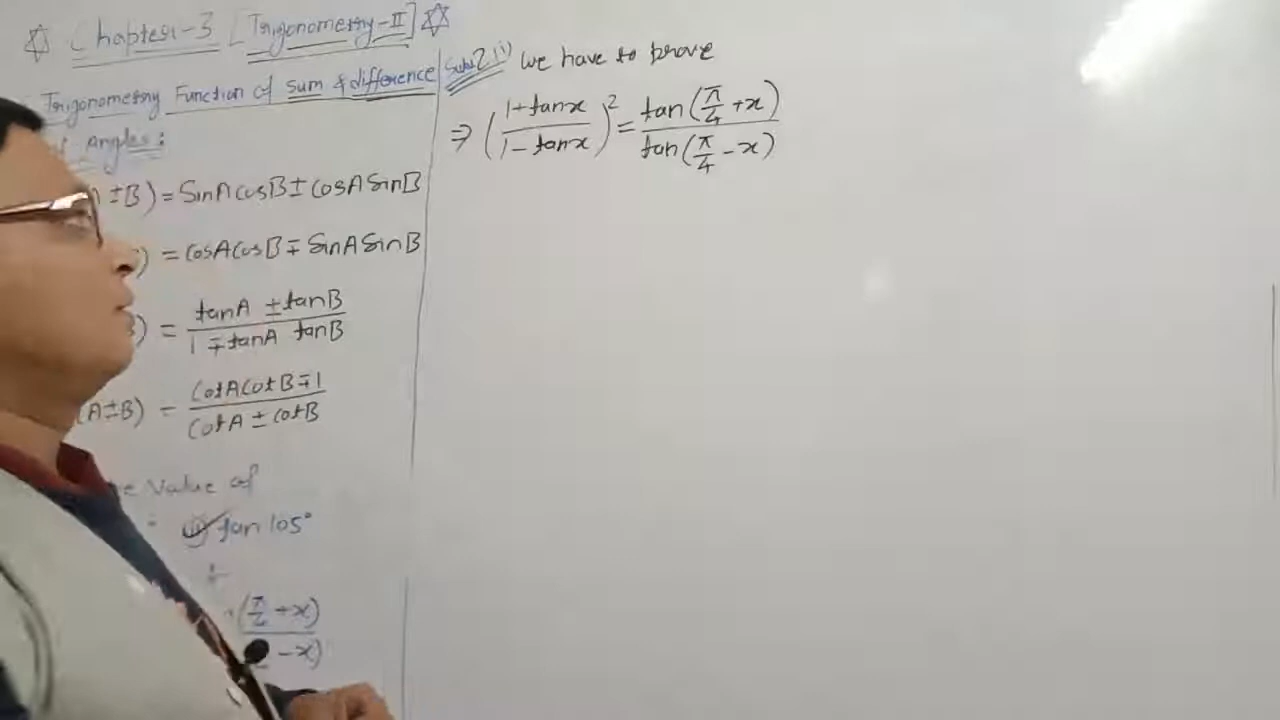 ☆ Chapter-3 [Trigonometry-II] ☆
Trigonometry Function of sum & difference
of Angles:
±B) = SinA CosB ± CosA SinB
) = CosA CosB ∓ SinA SinB
) = tanA ± tanB / 1 ∓ tanA tanB
(A±B) = CotA CotB ∓ 1 / CotA ± CotB
Value of
tan 105°
(π/4 + x)
- x)
(i) we have to prove
⇒ (1+tanx / 1-tanx)² = tan(π/4 + x) / tan(π/4 - x)